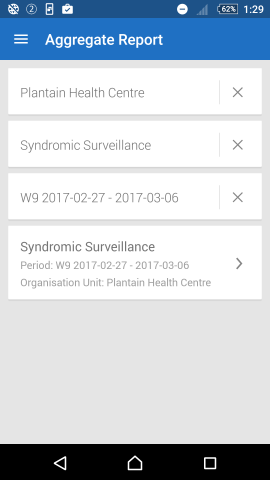 2
62%
1:29
Aggregate Report
Plantain Health Centre
Syndromic Surveillance
W9 2017-02-27 - 2017-03-06
Syndromic Surveillance
Period: W9 2017-02-27 - 2017-03-06
Organisation Unit: Plantain Health Centre